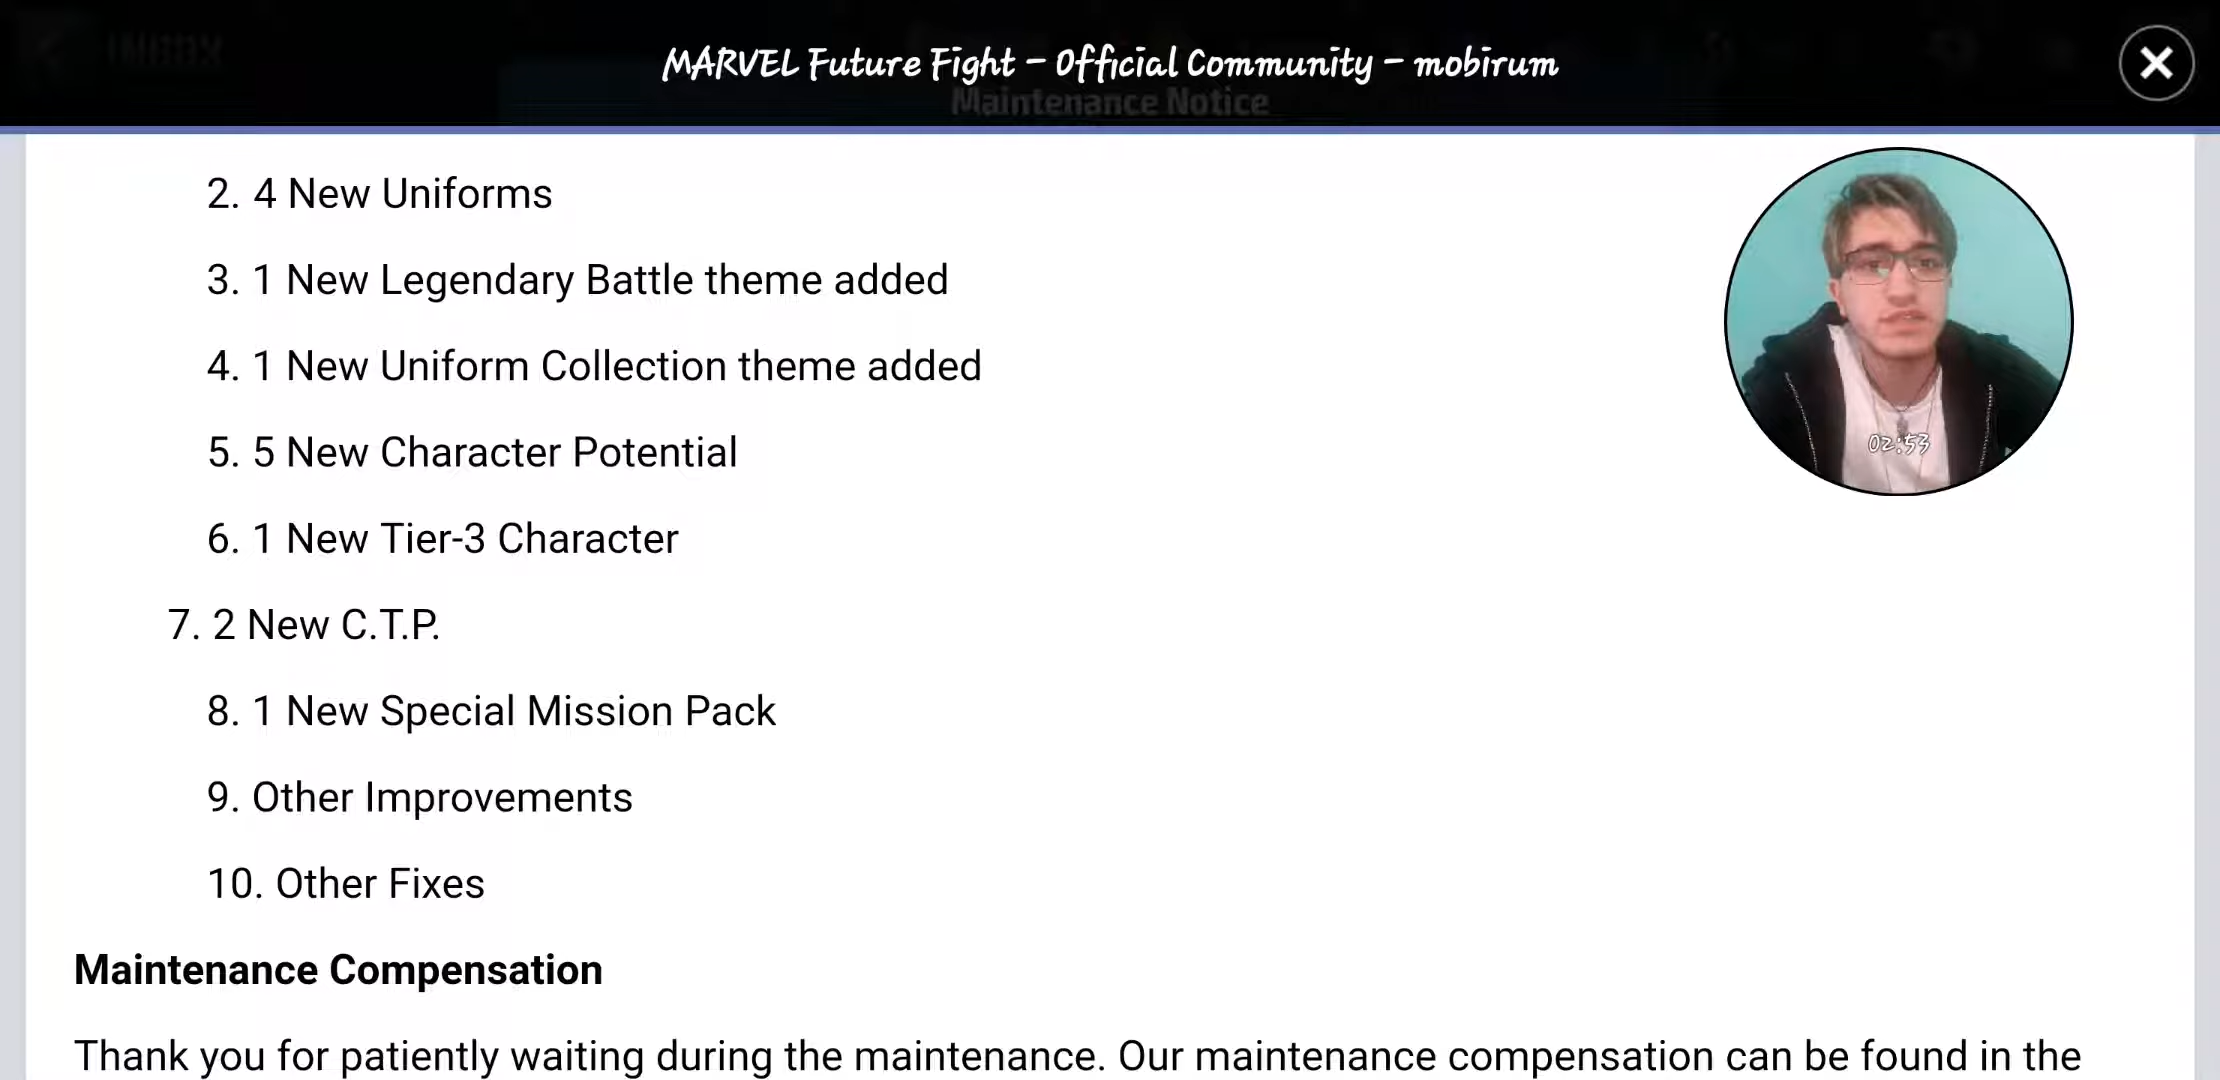 INBOX
MARVEL Future Fight - Official Community - mobirum
Maintenance Notice
2. 4 New Uniforms
3. 1 New Legendary Battle theme added
4. 1 New Uniform Collection theme added
5. 5 New Character Potential
6. 1 New Tier-3 Character
02:53
7. 2 New C.T.P.
8. 1 New Special Mission Pack
9. Other Improvements
10. Other Fixes
Maintenance Compensation
Thank you for patiently waiting during the maintenance. Our maintenance compensation can be found in the